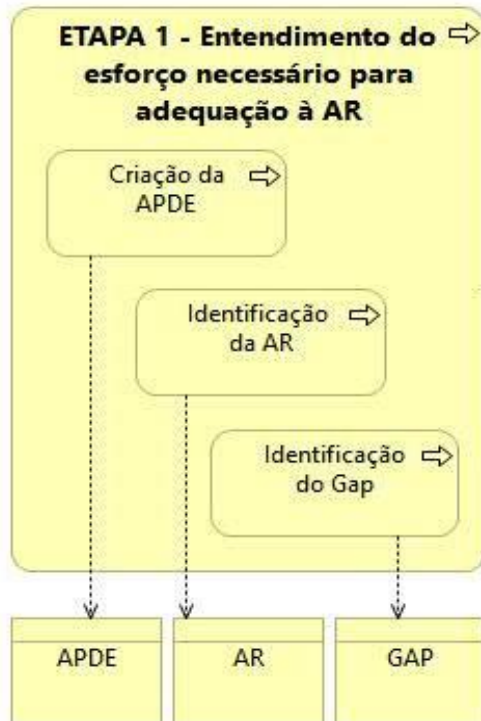 ETAPA 1 - Entendimento do
esforço necessário para
adequação à AR
Criação da
APDE
Identificação
da AR
Identificação
do Gap
APDE
AR
GAP